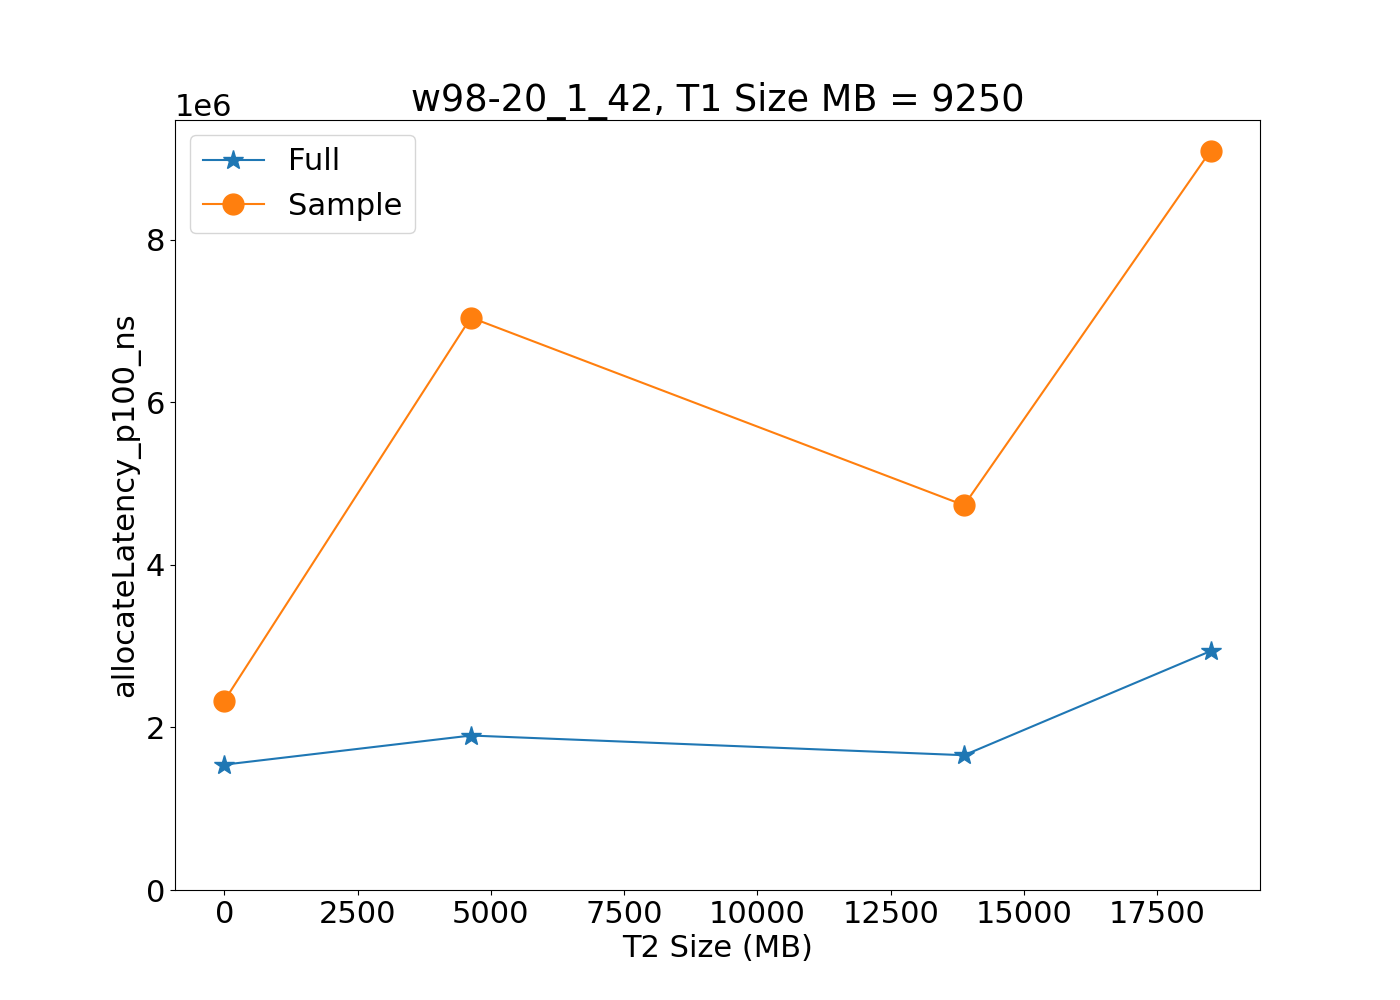 w98-20_1_42, T1 Size MB = 9250
1e6
Full
Sample
8
6
4
2
0
allocateLatency_p100_ns
0 2500 5000 7500 10000 12500 15000 17500
T2 Size (MB)